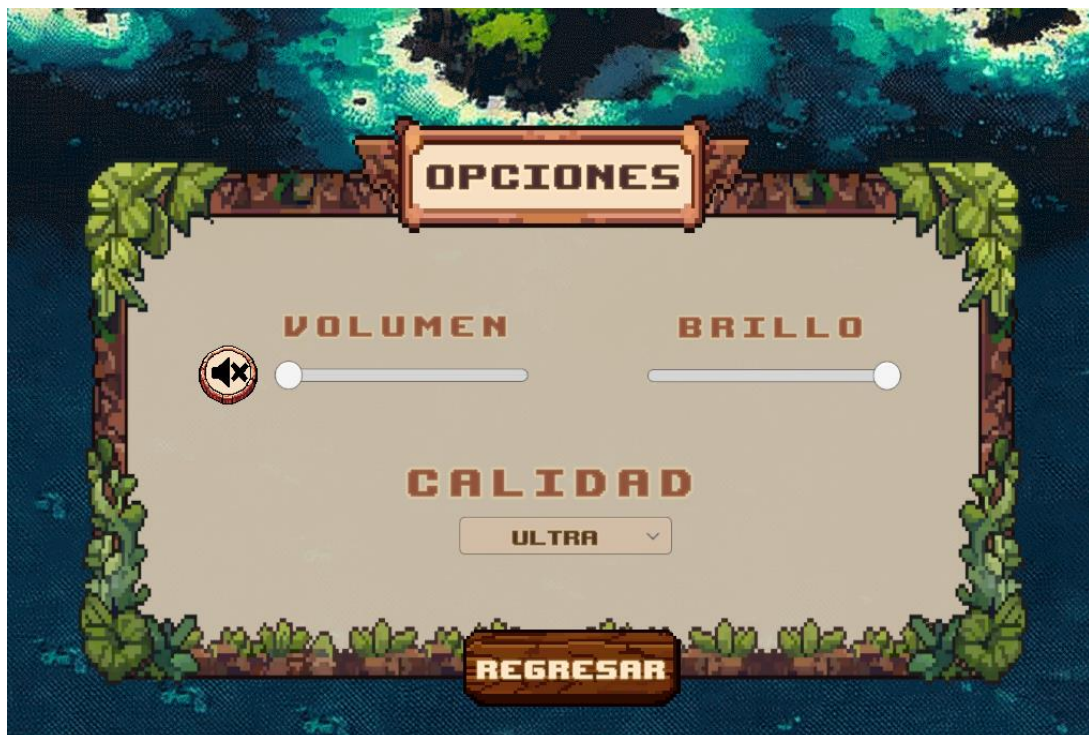 OPCIONES
VOLUMEN
BRILLO
CALIDAD
ULTRA
REGRESAR